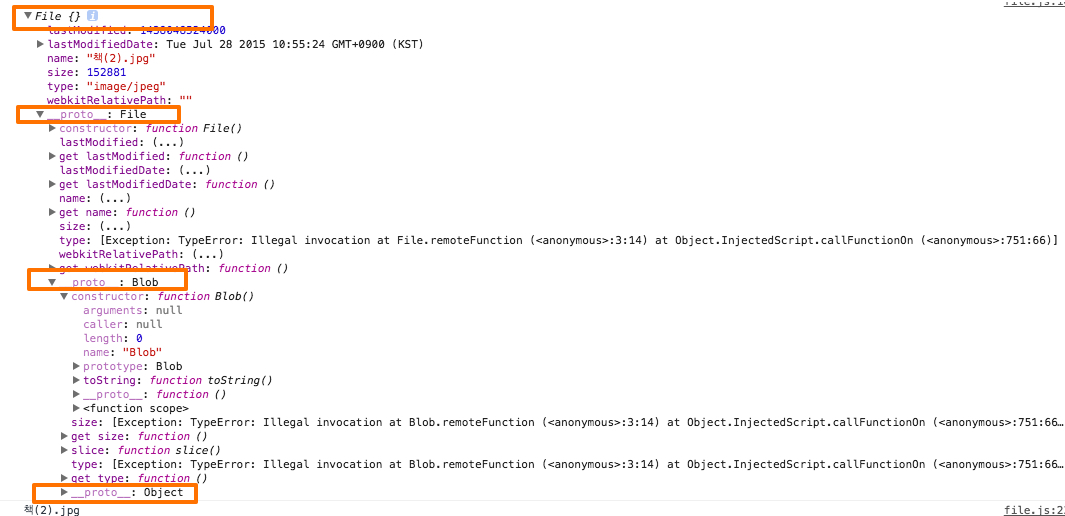 file.js:1
File {}
lastModified: 1438048524000
lastModifiedDate: Tue Jul 28 2015 10:55:24 GMT+0900 (KST)
name: "책(2).jpg"
size: 152881
type: "image/jpeg"
webkitRelativePath: ""
__proto__: File
constructor: function File()
lastModified: (...)
get lastModified: function ()
lastModifiedDate: (...)
get lastModifiedDate: function ()
name: (...)
get name: function ()
size: (...)
type: [Exception: TypeError: Illegal invocation at File.remoteFunction (<anonymous>:3:14) at Object.InjectedScript.callFunctionOn (<anonymous>:751:66)]
webkitRelativePath: (...)
get webkitRelativePath: function ()
__proto__: Blob
constructor: function Blob()
arguments: null
caller: null
length: 0
name: "Blob"
prototype: Blob
toString: function toString()
__proto__: function ()
<function scope>
size: [Exception: TypeError: Illegal invocation at Blob.remoteFunction (<anonymous>:3:14) at Object.InjectedScript.callFunctionOn (<anonymous>:751:66…
get size: function ()
slice: function slice()
type: [Exception: TypeError: Illegal invocation at Blob.remoteFunction (<anonymous>:3:14) at Object.InjectedScript.callFunctionOn (<anonymous>:751:66…
get type: function ()
__proto__: Object
책(2).jpg file.js:2